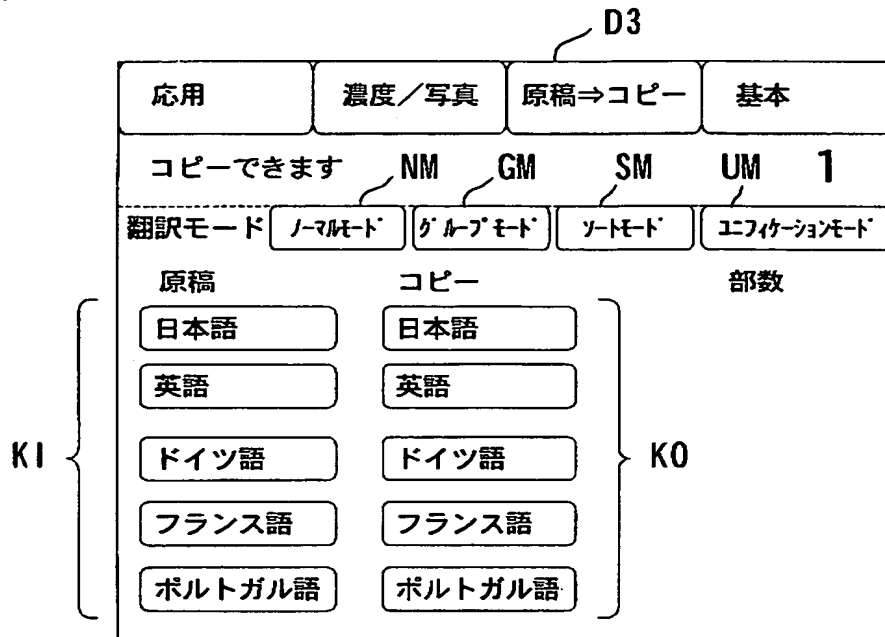 D3
応用 濃度／写真 原稿⇒コピー 基本
コピーできます NM GM SM UM 1
翻訳モード ノーマルモード グループモード ソートモード ユニフィケーションモード
原稿 コピー 部数
日本語 日本語
英語 英語
KI ドイツ語 ドイツ語 KO
フランス語 フランス語
ポルトガル語 ポルトガル語